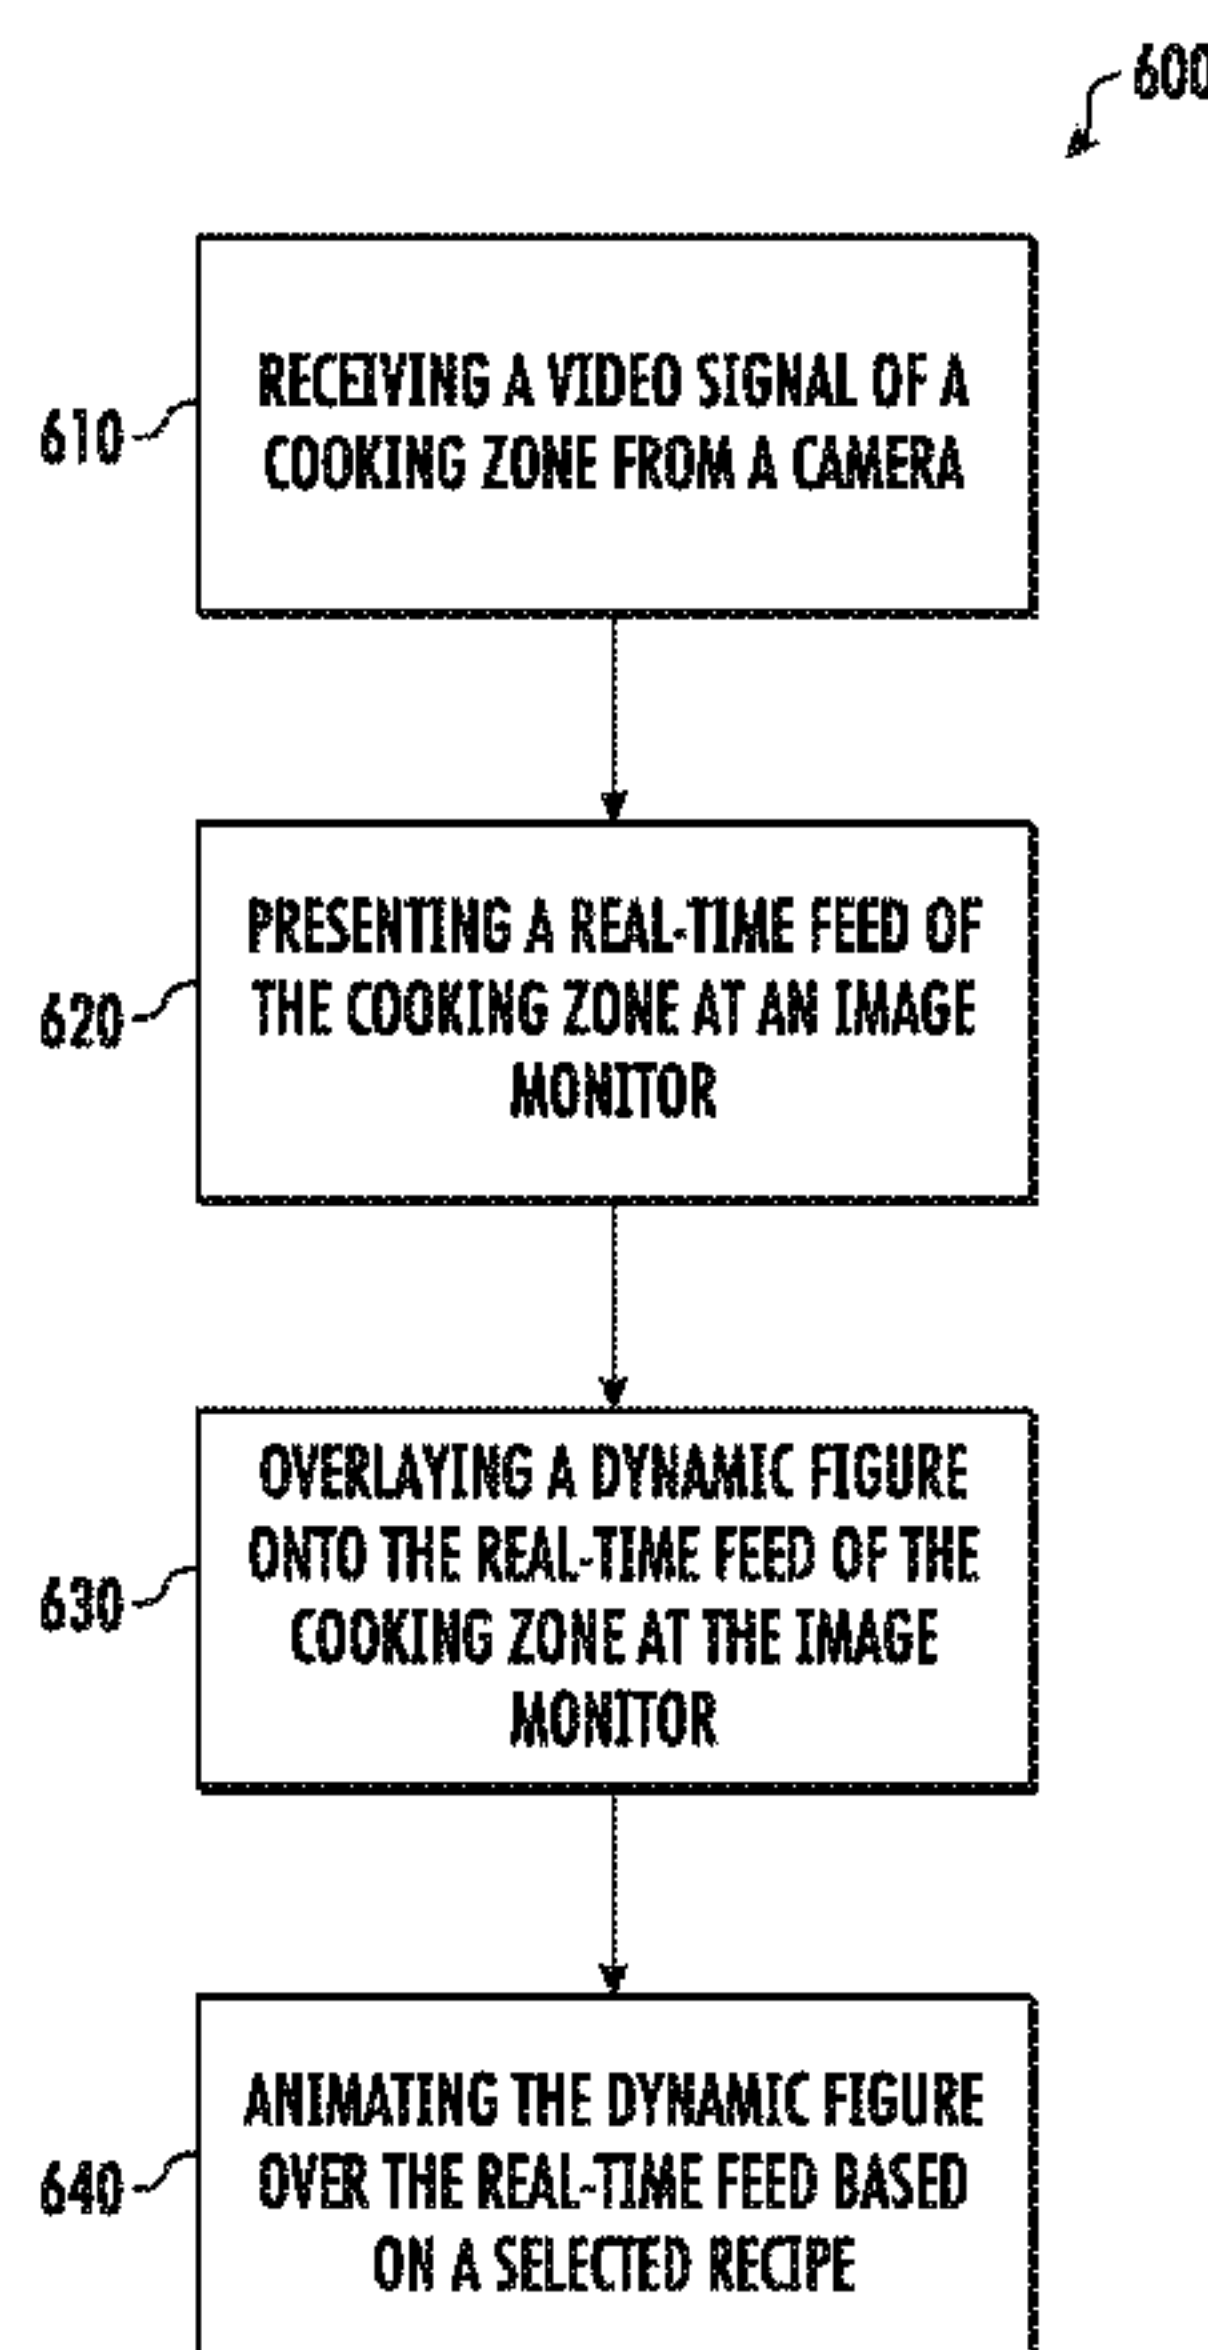 600
610
RECEIVING A VIDEO SIGNAL OF A
COOKING ZONE FROM A CAMERA
620
PRESENTING A REAL-TIME FEED OF
THE COOKING ZONE AT AN IMAGE
MONITOR
630
OVERLAYING A DYNAMIC FIGURE
ONTO THE REAL-TIME FEED OF THE
COOKING ZONE AT THE IMAGE
MONITOR
640
ANIMATING THE DYNAMIC FIGURE
OVER THE REAL-TIME FEED BASED
ON A SELECTED RECIPE